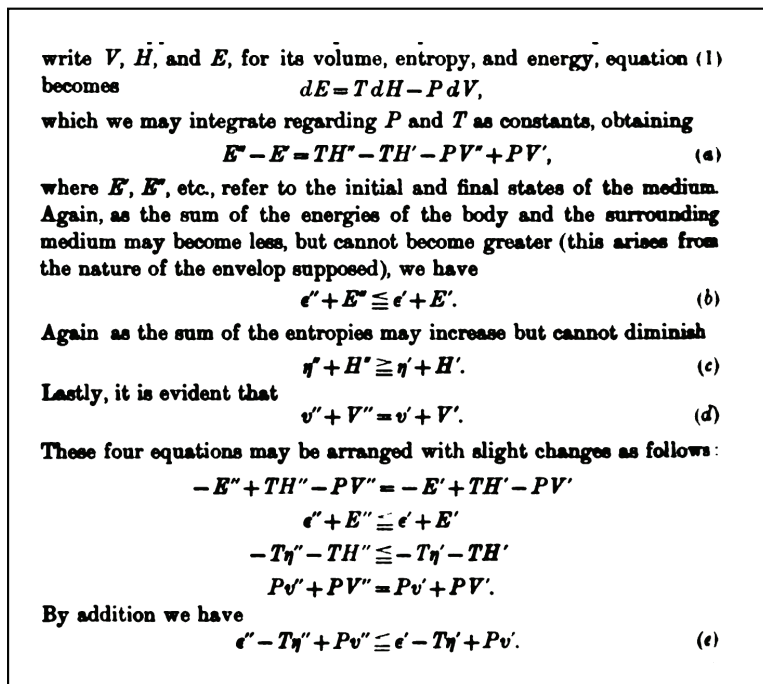 write V, H, and E, for its volume, entropy, and energy, equation (1)
becomes dE = T dH − P dV,
which we may integrate regarding P and T as constants, obtaining
E″ − E′ = TH″ − TH′ − PV″ + PV′, (a)
where E′, E″, etc., refer to the initial and final states of the medium.
Again, as the sum of the energies of the body and the surrounding
medium may become less, but cannot become greater (this arises from
the nature of the envelop supposed), we have
ϵ″ + E″ ≦ ϵ′ + E′. (b)
Again as the sum of the entropies may increase but cannot diminish
η″ + H″ ≧ η′ + H′. (c)
Lastly, it is evident that
v″ + V″ = v′ + V′. (d)
These four equations may be arranged with slight changes as follows:
−E″ + TH″ − PV″ = −E′ + TH′ − PV′
ϵ″ + E″ ≦ ϵ′ + E′
−Tη″ − TH″ ≦ −Tη′ − TH′
Pv″ + PV″ = Pv′ + PV′.
By addition we have
ϵ″ − Tη″ + Pv″ ≦ ϵ′ − Tη′ + Pv′. (e)